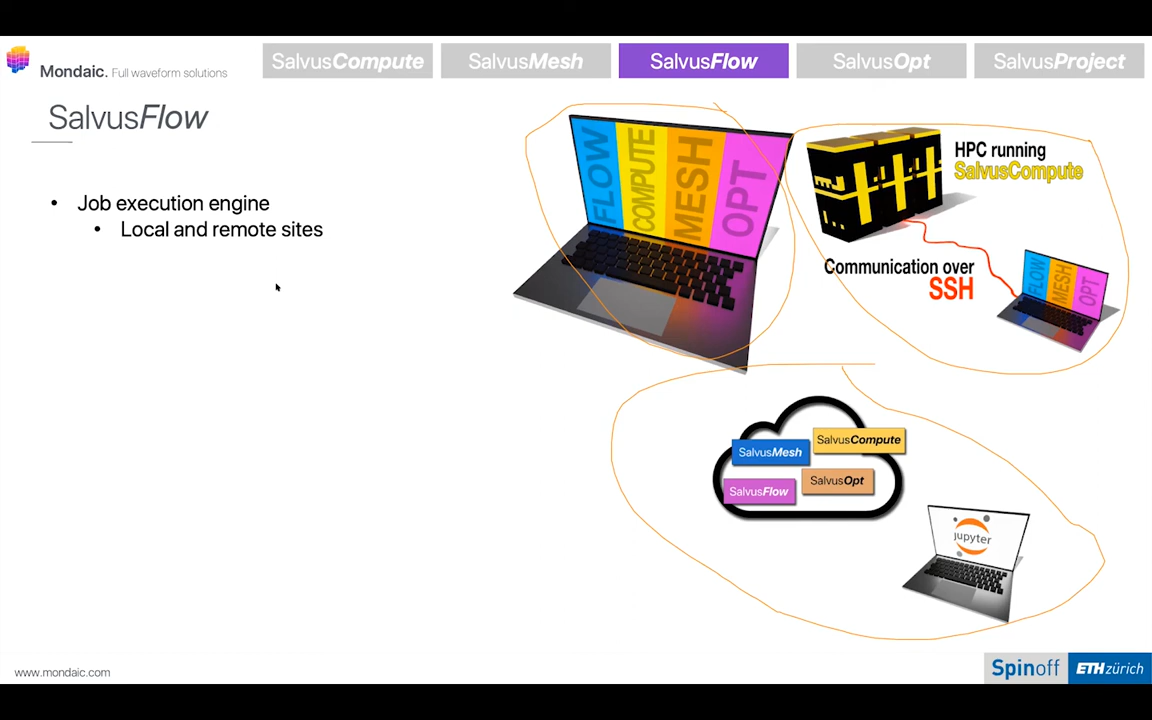 Mondaic. Full waveform solutions
SalvusCompute
SalvusMesh
SalvusFlow
SalvusOpt
SalvusProject
SalvusFlow
• Job execution engine
• Local and remote sites
FLOW
COMPUTE
MESH
OPT
HPC running
SalvusCompute
Communication over
SSH
FLOW
MESH
OPT
SalvusMesh
SalvusCompute
SalvusFlow
SalvusOpt
jupyter
www.mondaic.com
Spinoff
ETH zürich